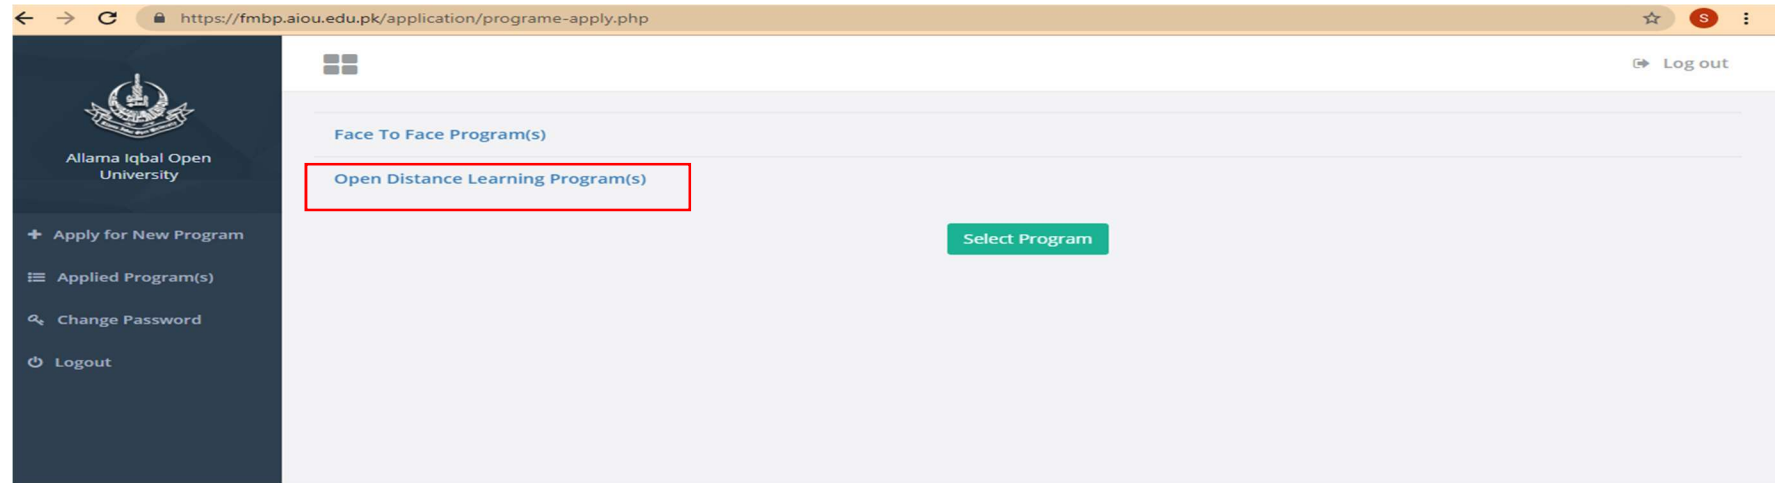 https://fmbp.aiou.edu.pk/application/programe-apply.php
S
Log out
Allama Iqbal Open
University
Face To Face Program(s)
Open Distance Learning Program(s)
Select Program
Apply for New Program
Applied Program(s)
Change Password
Logout